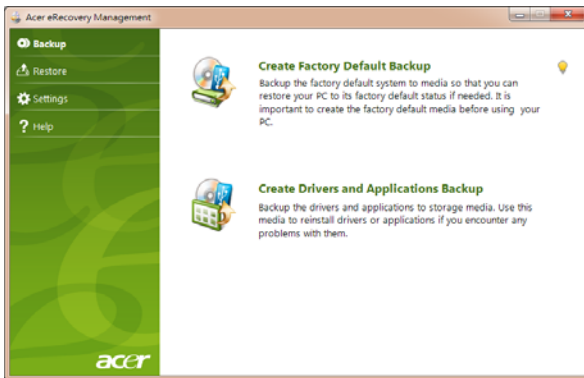 Acer eRecovery Management
Backup
Restore
Settings
? Help
Create Factory Default Backup
Backup the factory default system to media so that you can
restore your PC to its factory default status if needed. It is
important to create the factory default media before using your
PC.
Create Drivers and Applications Backup
Backup the drivers and applications to storage media. Use this
media to reinstall drivers or applications if you encounter any
problems with them.
acer